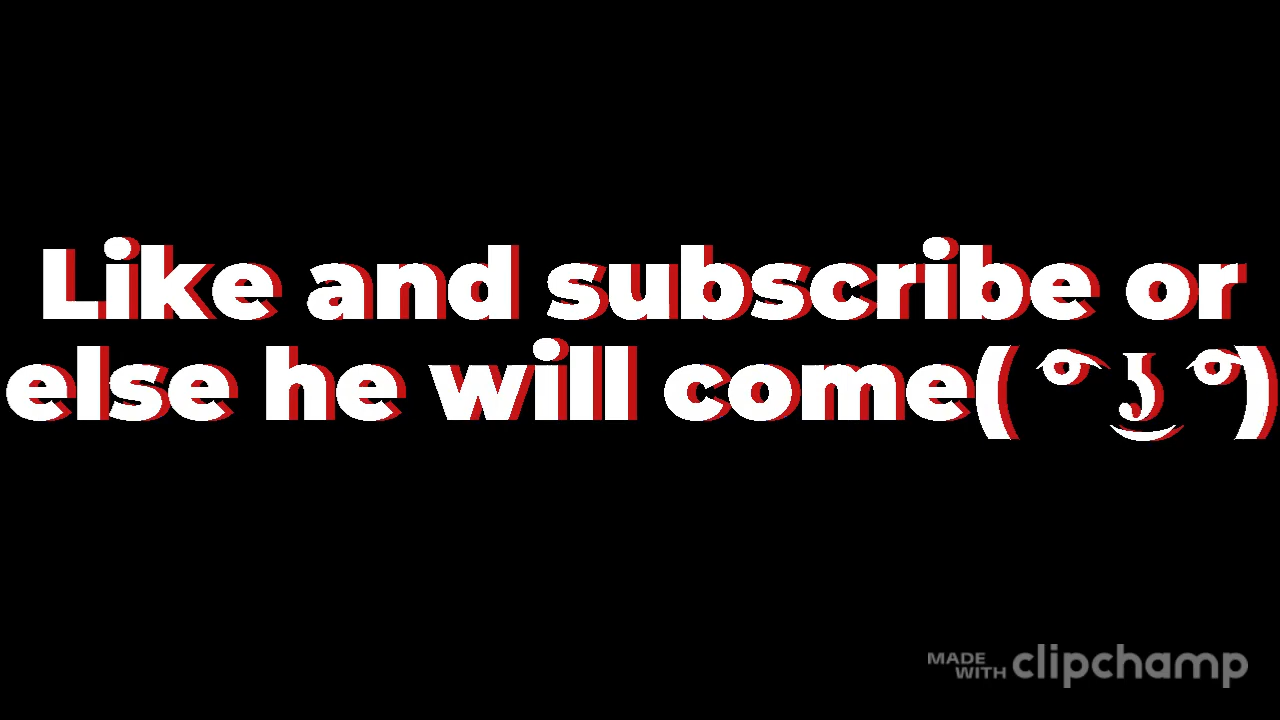 Like and subscribe or
else he will come( ͡° ͜ʖ ͡°)
MADE
WITH clipchamp